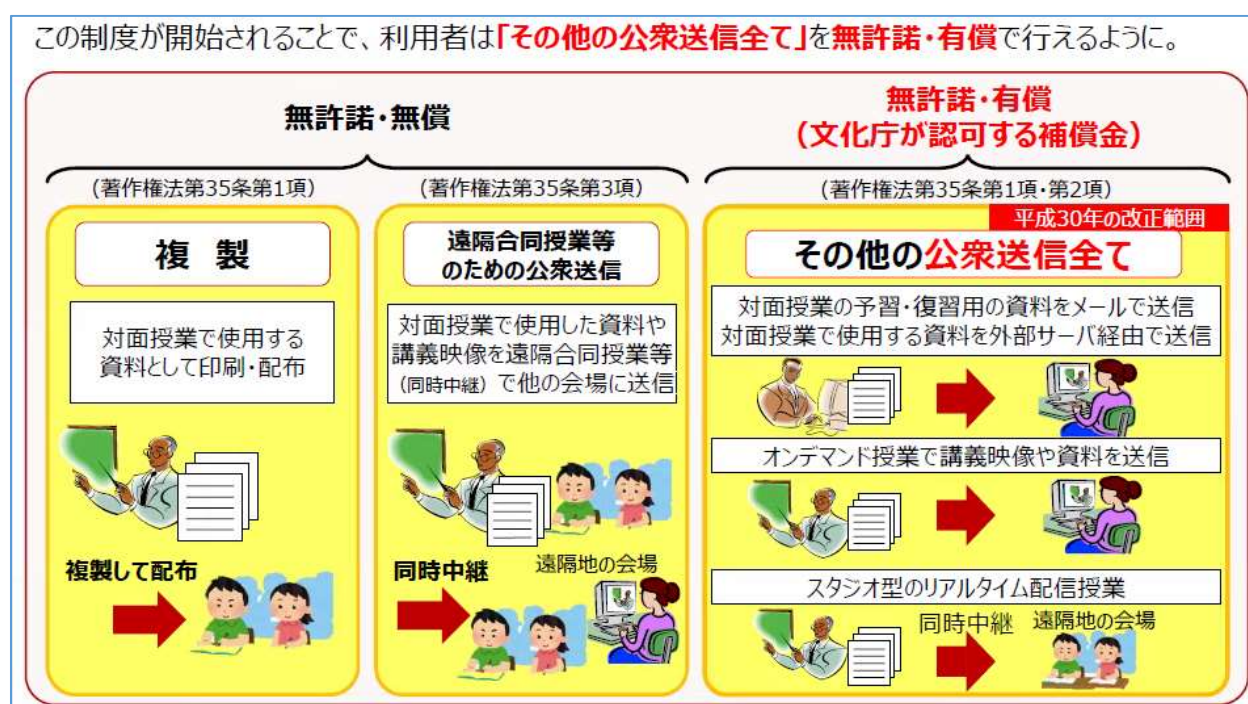 この制度が開始されることで、利用者は「その他の公衆送信全て」を無許諾・有償で行えるように。
無許諾・無償
無許諾・有償
(文化庁が認可する補償金)
(著作権法第35条第1項)
(著作権法第35条第3項)
(著作権法第35条第1項・第2項)
平成30年の改正範囲
複 製
対面授業で使用する
資料として印刷・配布
複製して配布
遠隔合同授業等
のための公衆送信
対面授業で使用した資料や
講義映像を遠隔合同授業等
(同時中継)で他の会場に送信
同時中継
遠隔地の会場
その他の公衆送信全て
対面授業の予習・復習用の資料をメールで送信
対面授業で使用する資料を外部サーバ経由で送信
オンデマンド授業で講義映像や資料を送信
スタジオ型のリアルタイム配信授業
同時中継
遠隔地の会場